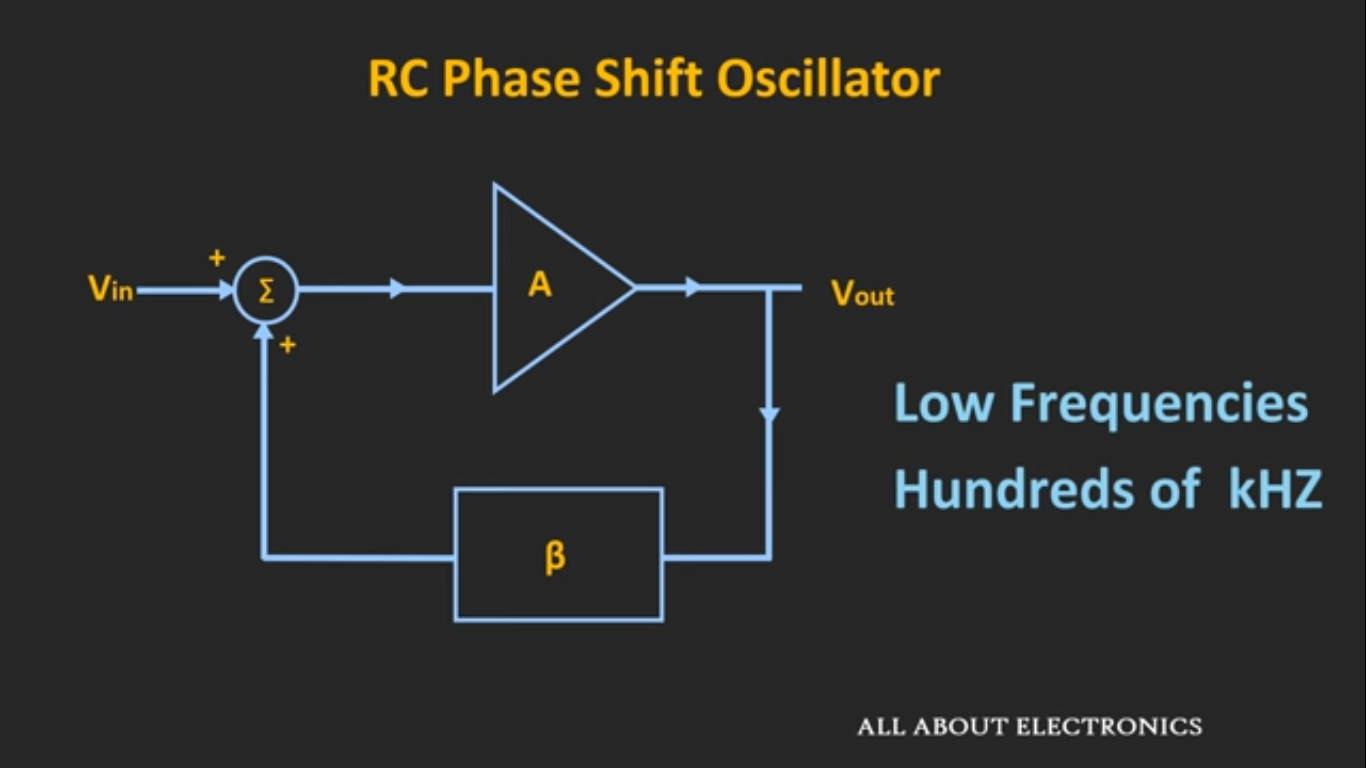 RC Phase Shift Oscillator
+
Vin
Σ
A
Vout
+
Low Frequencies
Hundreds of kHZ
β
ALL ABOUT ELECTRONICS